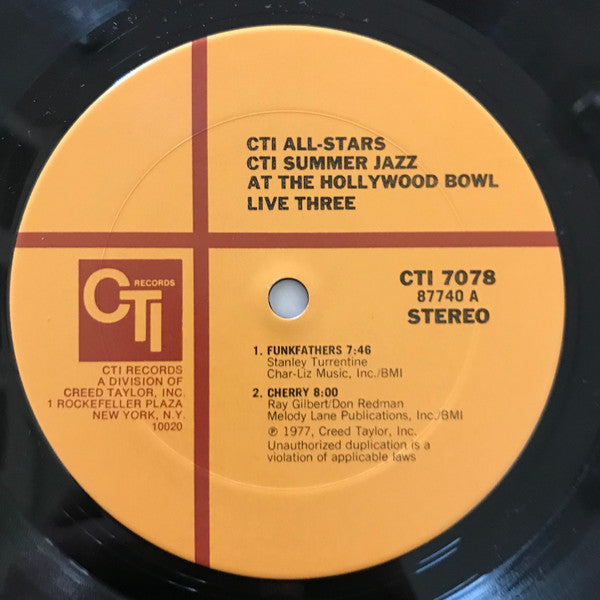 CTI ALL-STARS
CTI SUMMER JAZZ
AT THE HOLLYWOOD BOWL
LIVE THREE
CTI RECORDS
CTI RECORDS
A DIVISION OF
CREED TAYLOR, INC.
1 ROCKEFELLER PLAZA
NEW YORK, N.Y.
10020
CTI 7078
87740 A
STEREO
1. FUNKFATHERS 7:46
Stanley Turrentine
Char-Liz Music, Inc./BMI
2. CHERRY 8:00
Ray Gilbert/Don Redman
Melody Lane Publications, Inc./BMI
℗ 1977, Creed Taylor, Inc.
Unauthorized duplication is a
violation of applicable laws